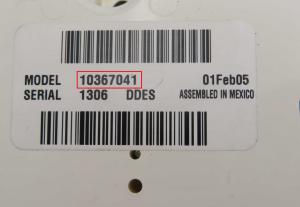 MODEL 10367041 01Feb05
SERIAL 1306 DDES ASSEMBLED IN MEXICO